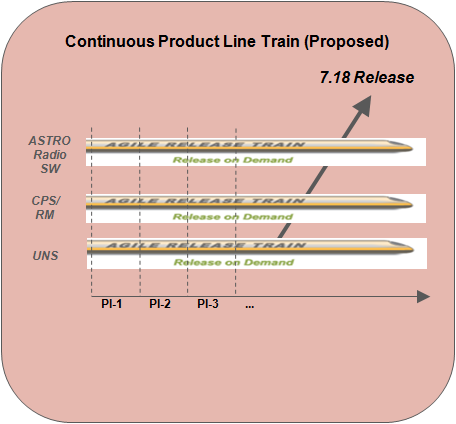 Continuous Product Line Train (Proposed)
7.18 Release
ASTRO
Radio
SW
AGILE RELEASE TRAIN
Release on Demand
CPS/
RM
AGILE RELEASE TRAIN
Release on Demand
UNS
AGILE RELEASE TRAIN
Release on Demand
PI-1 PI-2 PI-3 ...